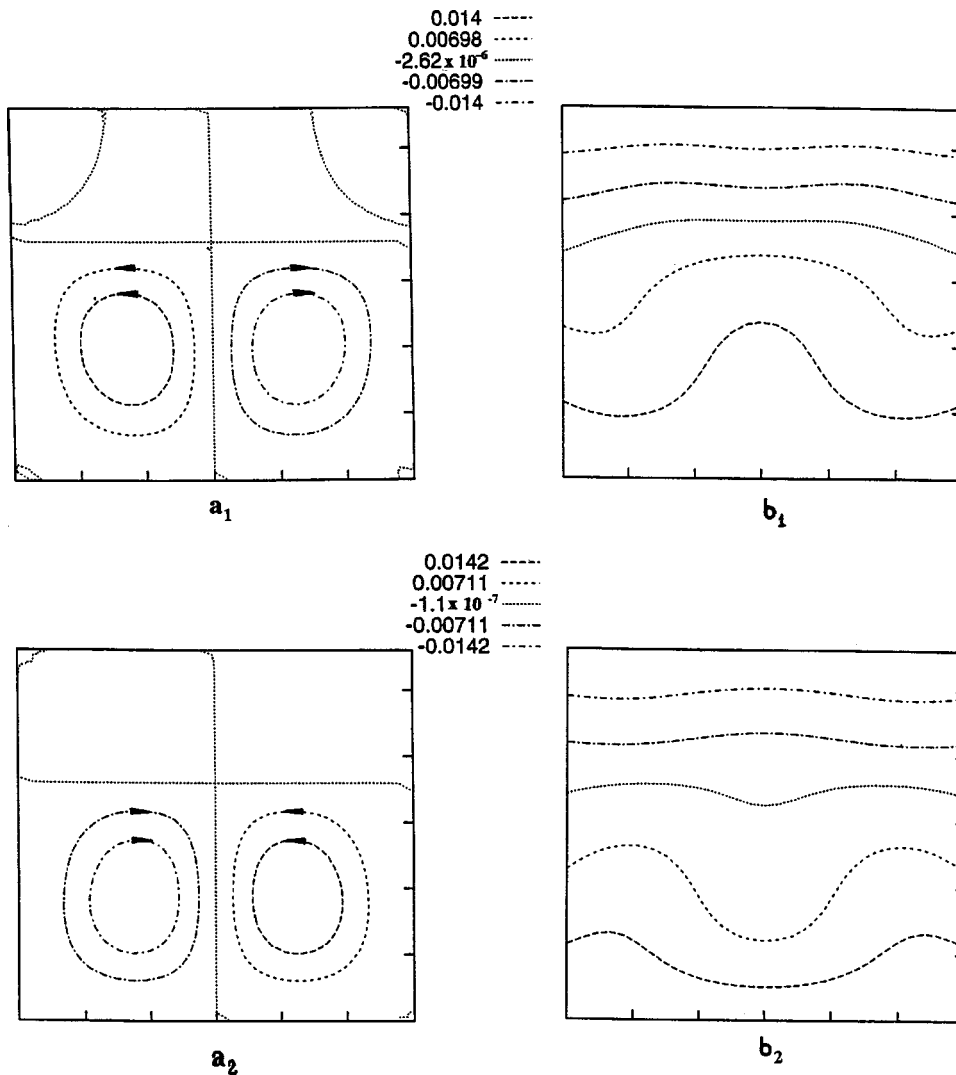 0.014
0.00698
-2.62 x 10⁻⁶
-0.00699
-0.014
a₁
b₁
0.0142
0.00711
-1.1 x 10⁻⁷
-0.00711
-0.0142
a₂
b₂